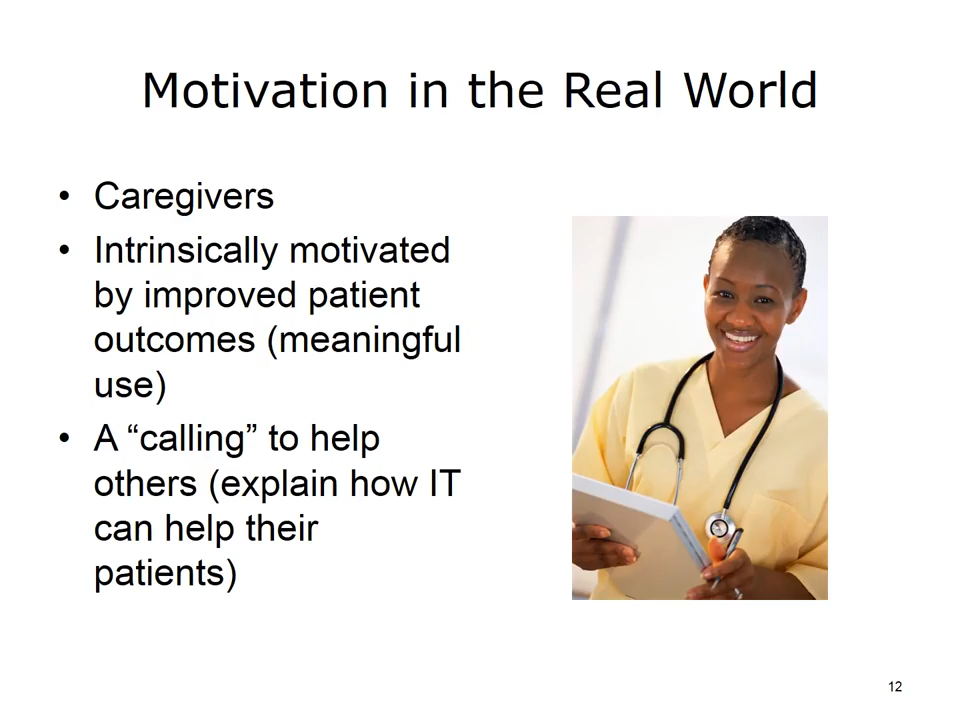 Motivation in the Real World
• Caregivers
• Intrinsically motivated
by improved patient
outcomes (meaningful
use)
• A “calling” to help
others (explain how IT
can help their
patients)
12